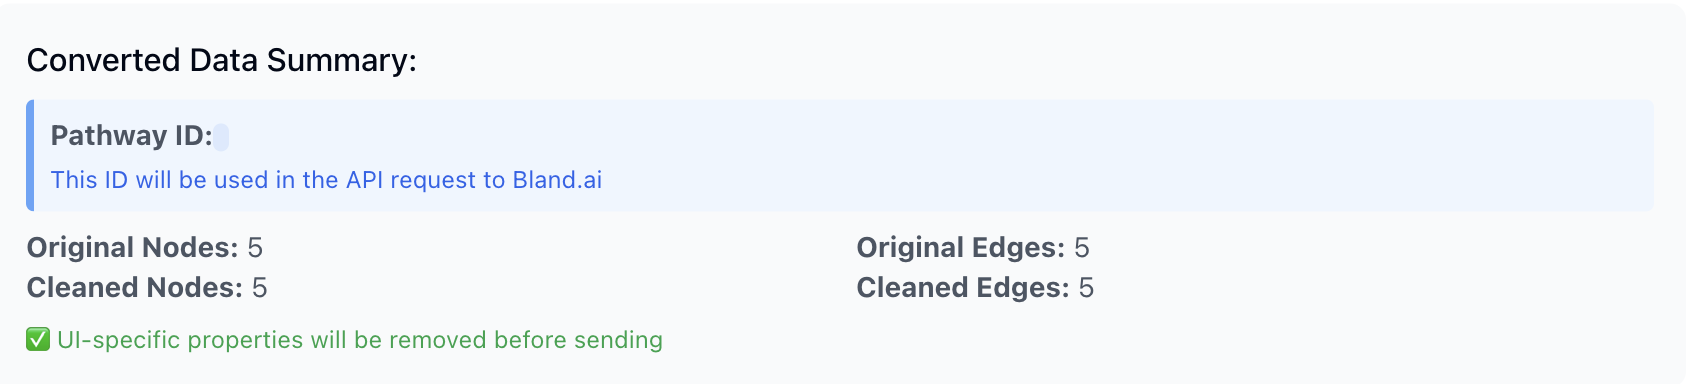 Converted Data Summary:
Pathway ID:
This ID will be used in the API request to Bland.ai
Original Nodes: 5
Original Edges: 5
Cleaned Nodes: 5
Cleaned Edges: 5
✅ UI-specific properties will be removed before sending